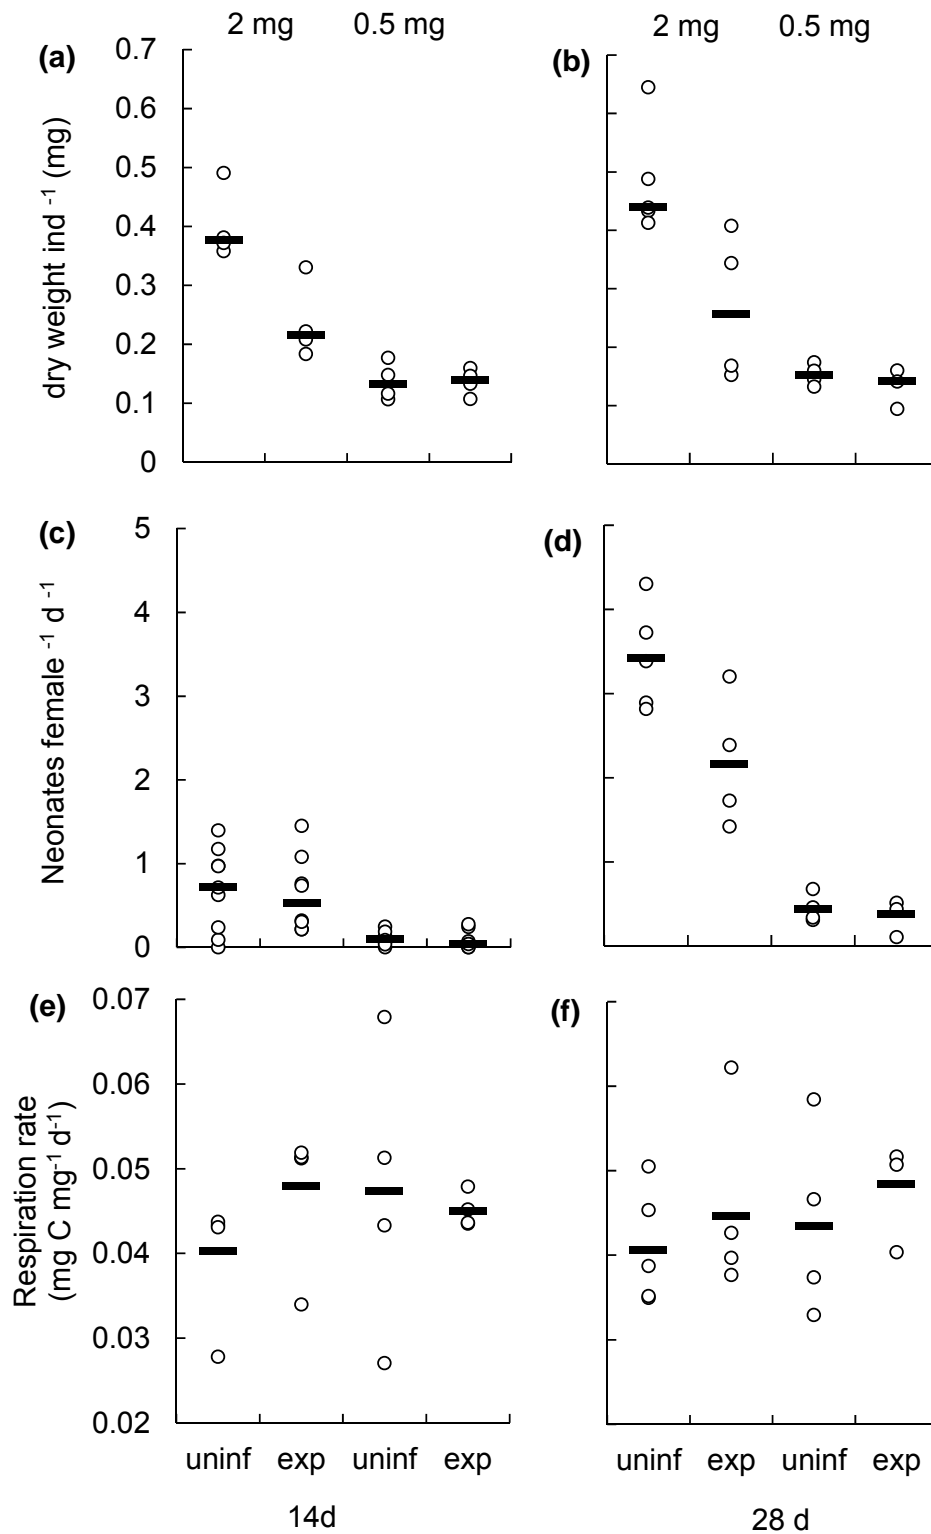 2 mg 0.5 mg 2 mg 0.5 mg
(a) (b)
0.7
0.6
0.5
0.4
0.3
0.2
0.1
0
dry weight ind -1 (mg)
(c) (d)
5
4
3
2
1
0
Neonates female -1 d -1
(e) (f)
0.07
0.06
0.05
0.04
0.03
0.02
Respiration rate
(mg C mg-1 d-1)
uninf exp uninf exp uninf exp uninf exp
14d 28 d